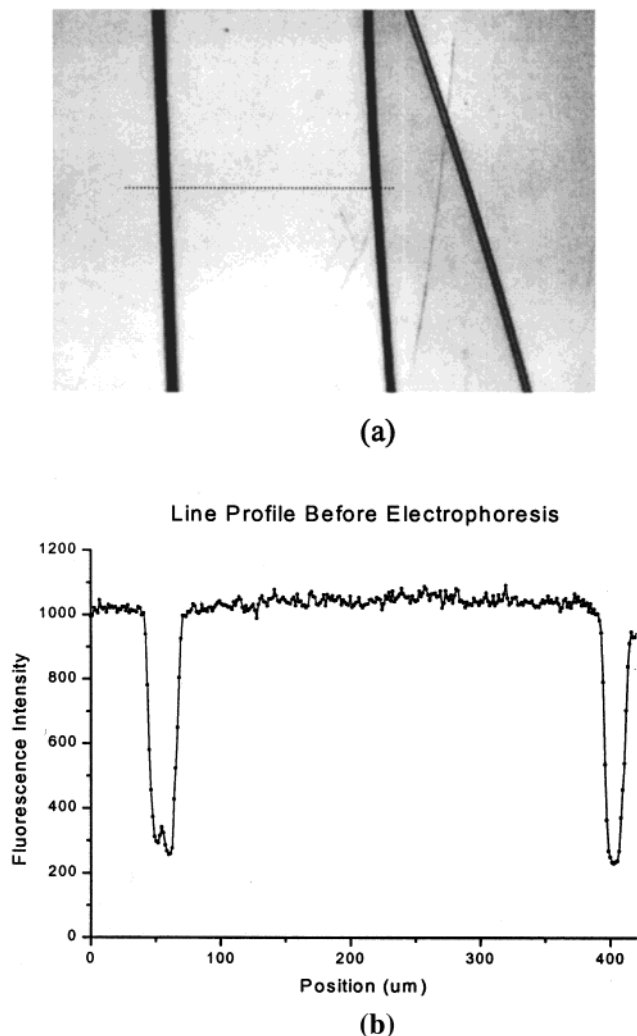 (a)
Line Profile Before Electrophoresis
1200
1000
800
600
400
200
0
Fluorescence Intensity
0 100 200 300 400
Position (um)
(b)